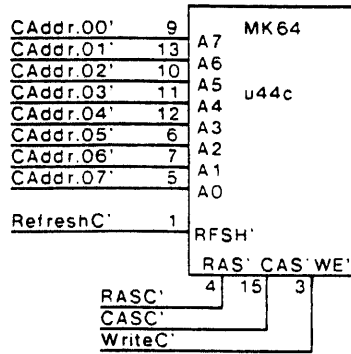 CAddr.00' 9 A7 MK64
CAddr.01' 13 A6
CAddr.02' 10 A5 u44c
CAddr.03' 11 A4
CAddr.04' 12 A3
CAddr.05' 6 A2
CAddr.06' 7 A1
CAddr.07' 5 A0
RefreshC' 1 RFSH'
RAS' CAS' WE'
4 15 3
RASC'
CASC'
WriteC'